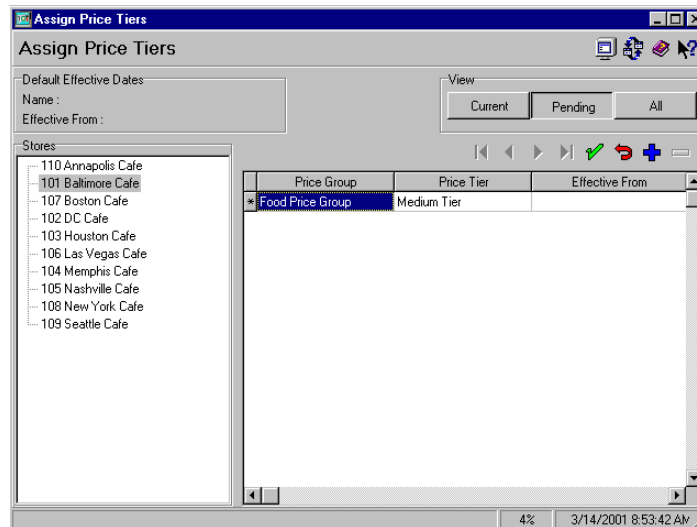 Assign Price Tiers
Assign Price Tiers
Default Effective Dates
Name :
Effective From :
View
Current Pending All
Stores
110 Annapolis Cafe
101 Baltimore Cafe
107 Boston Cafe
102 DC Cafe
103 Houston Cafe
106 Las Vegas Cafe
104 Memphis Cafe
105 Nashville Cafe
108 New York Cafe
109 Seattle Cafe
Price Group Price Tier Effective From
* Food Price Group Medium Tier
4% 3/14/2001 8:53:42 AM